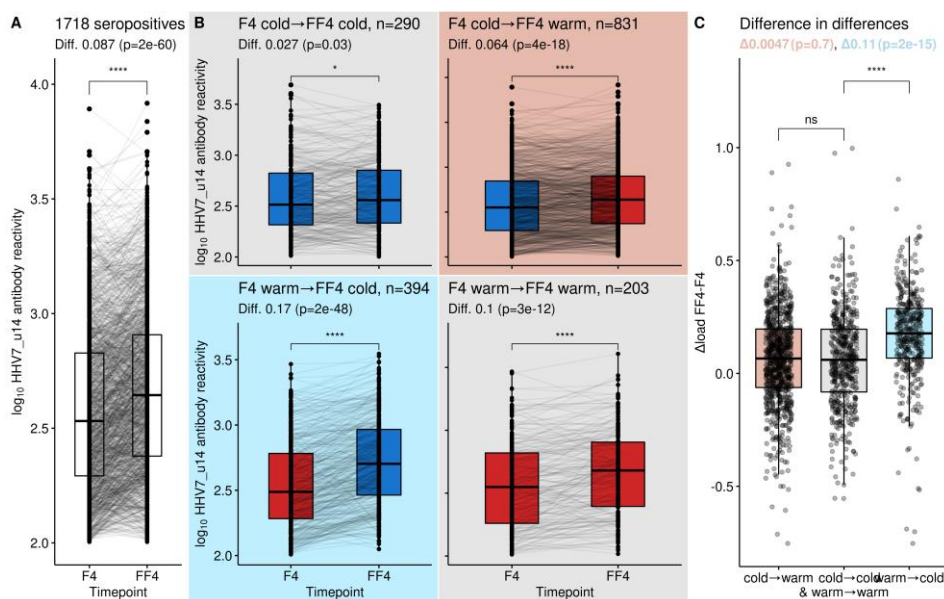 A
1718 seropositives
Diff. 0.087 (p=2e-60)
****
4.0
3.5
3.0
2.5
2.0
log10 HHV7_u14 antibody reactivity
F4
FF4
Timepoint
B
F4 cold→FF4 cold, n=290
Diff. 0.027 (p=0.03)
*
3.5
3.0
2.5
2.0
log10 HHV7_u14 antibody reactivity
F4 cold→FF4 warm, n=831
Diff. 0.064 (p=4e-18)
****
F4 warm→FF4 cold, n=394
Diff. 0.17 (p=2e-48)
****
3.5
3.0
2.5
2.0
log10 HHV7_u14 antibody reactivity
F4
FF4
Timepoint
F4 warm→FF4 warm, n=203
Diff. 0.1 (p=3e-12)
****
F4
FF4
Timepoint
C
Difference in differences
Δ0.0047(p=0.7), Δ0.11(p=2e-15)
****
ns
1.0
0.5
0.0
-0.5
Δload FF4-F4
cold→warm
cold→cold
& warm→warm
warm→cold